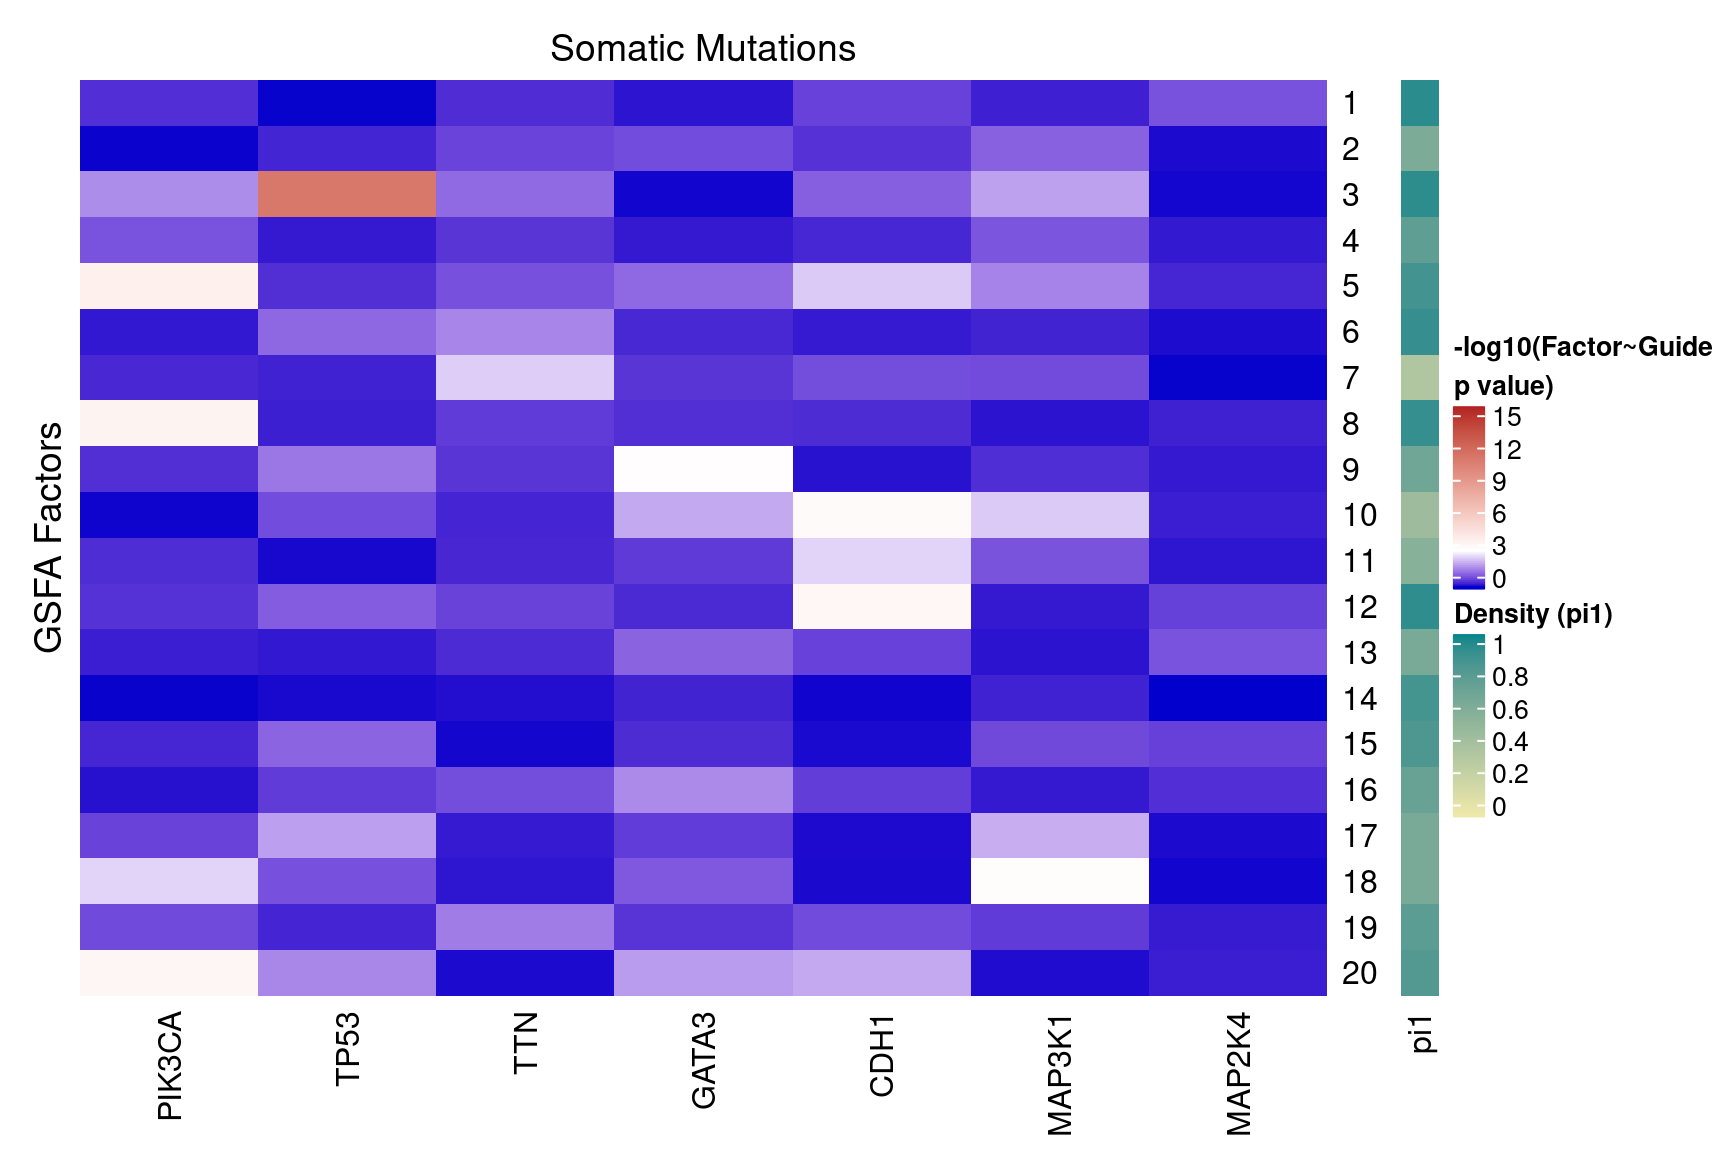 Somatic Mutations
GSFA Factors
1
2
3
4
5
6
7
8
9
10
11
12
13
14
15
16
17
18
19
20
PIK3CA
TP53
TTN
GATA3
CDH1
MAP3K1
MAP2K4
pi1
-log10(Factor~Guide
p value)
15
12
9
6
3
0
Density (pi1)
1
0.8
0.6
0.4
0.2
0